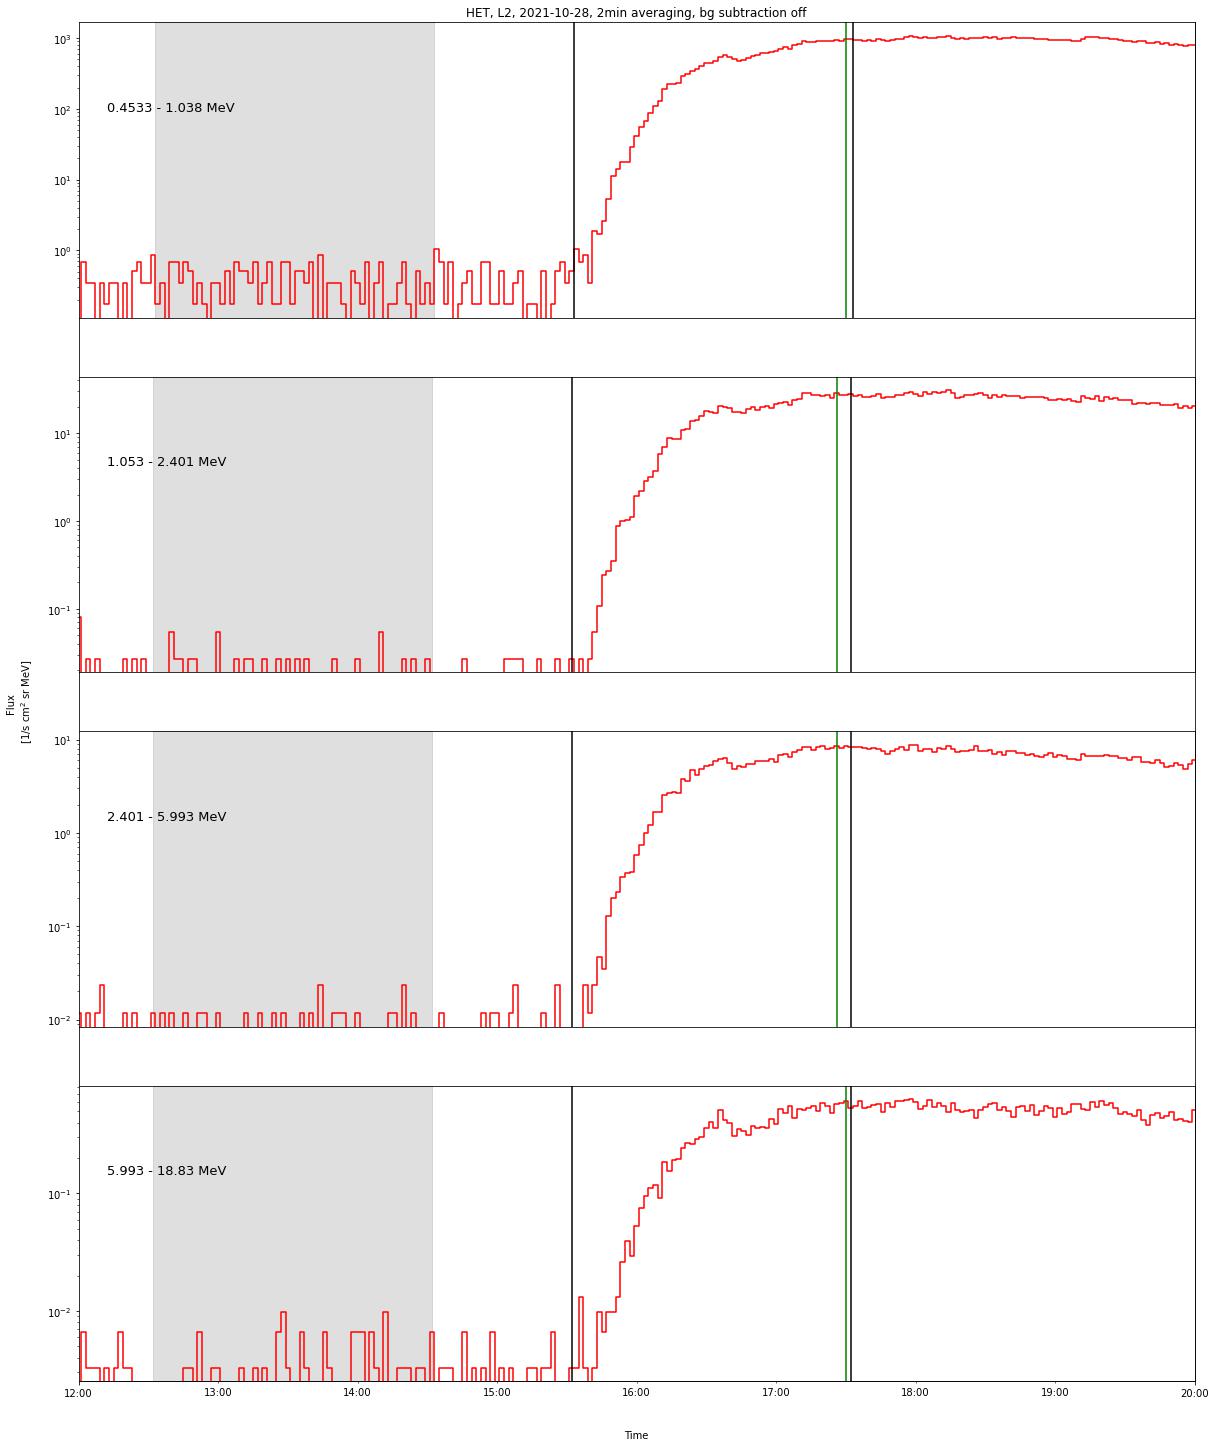 HET, L2, 2021-10-28, 2min averaging, bg subtraction off
10³
10²
10¹
10⁰
0.4533 - 1.038 MeV
10¹
10⁰
10⁻¹
1.053 - 2.401 MeV
Flux
[1/s cm² sr MeV]
10¹
10⁰
10⁻¹
10⁻²
2.401 - 5.993 MeV
10⁻¹
10⁻²
5.993 - 18.83 MeV
12:00 13:00 14:00 15:00 16:00 17:00 18:00 19:00 20:00
Time